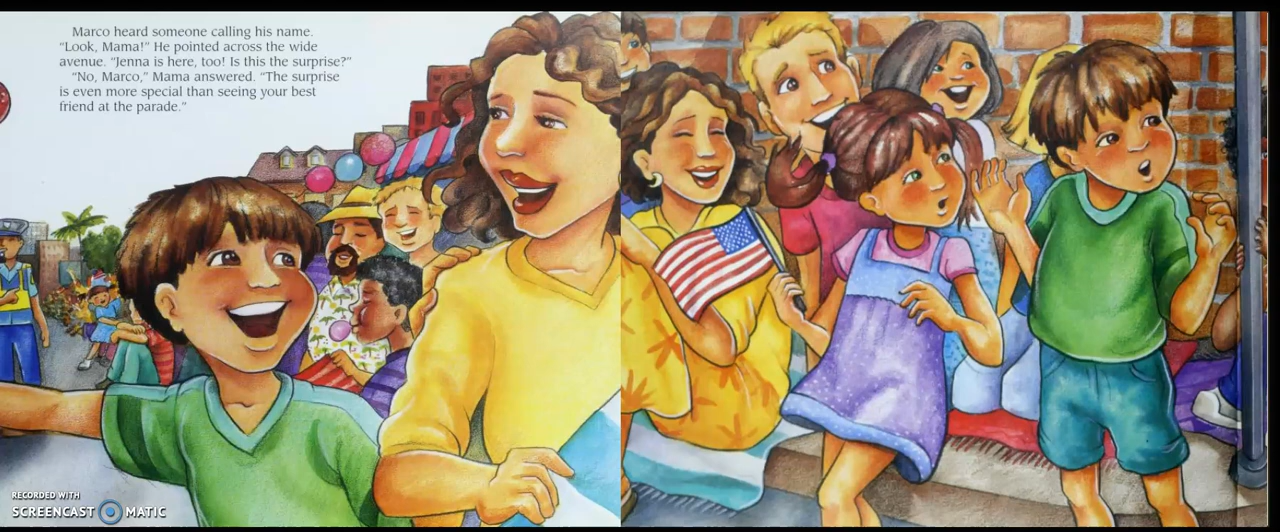 Marco heard someone calling his name.
“Look, Mama!” He pointed across the wide
avenue. “Jenna is here, too! Is this the surprise?”
“No, Marco,” Mama answered. “The surprise
is even more special than seeing your best
friend at the parade.”
RECORDED WITH
SCREENCAST MATIC